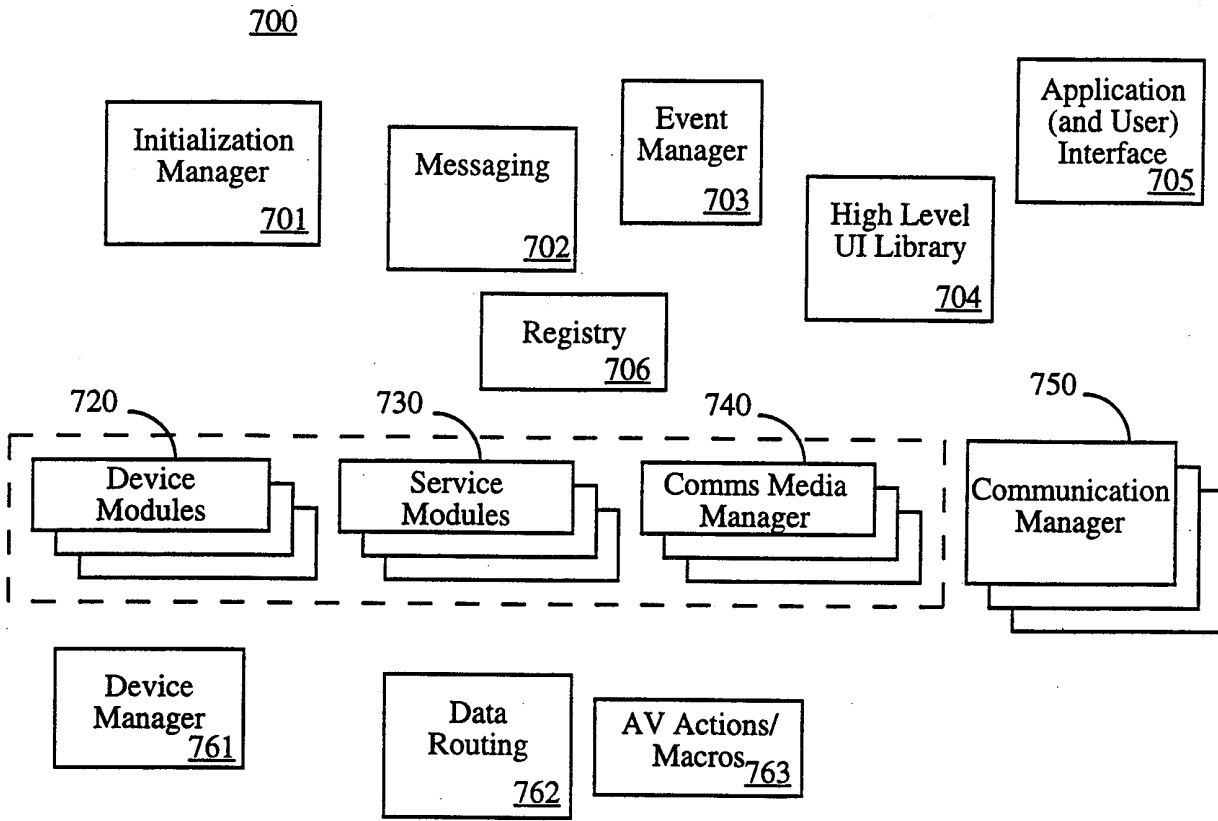 700
Initialization
Manager
701
Messaging
702
Event
Manager
703
High Level
UI Library
704
Application
(and User)
Interface
705
Registry
706
720
Device
Modules
730
Service
Modules
740
Comms Media
Manager
750
Communication
Manager
Device
Manager
761
Data
Routing
762
AV Actions/
Macros
763